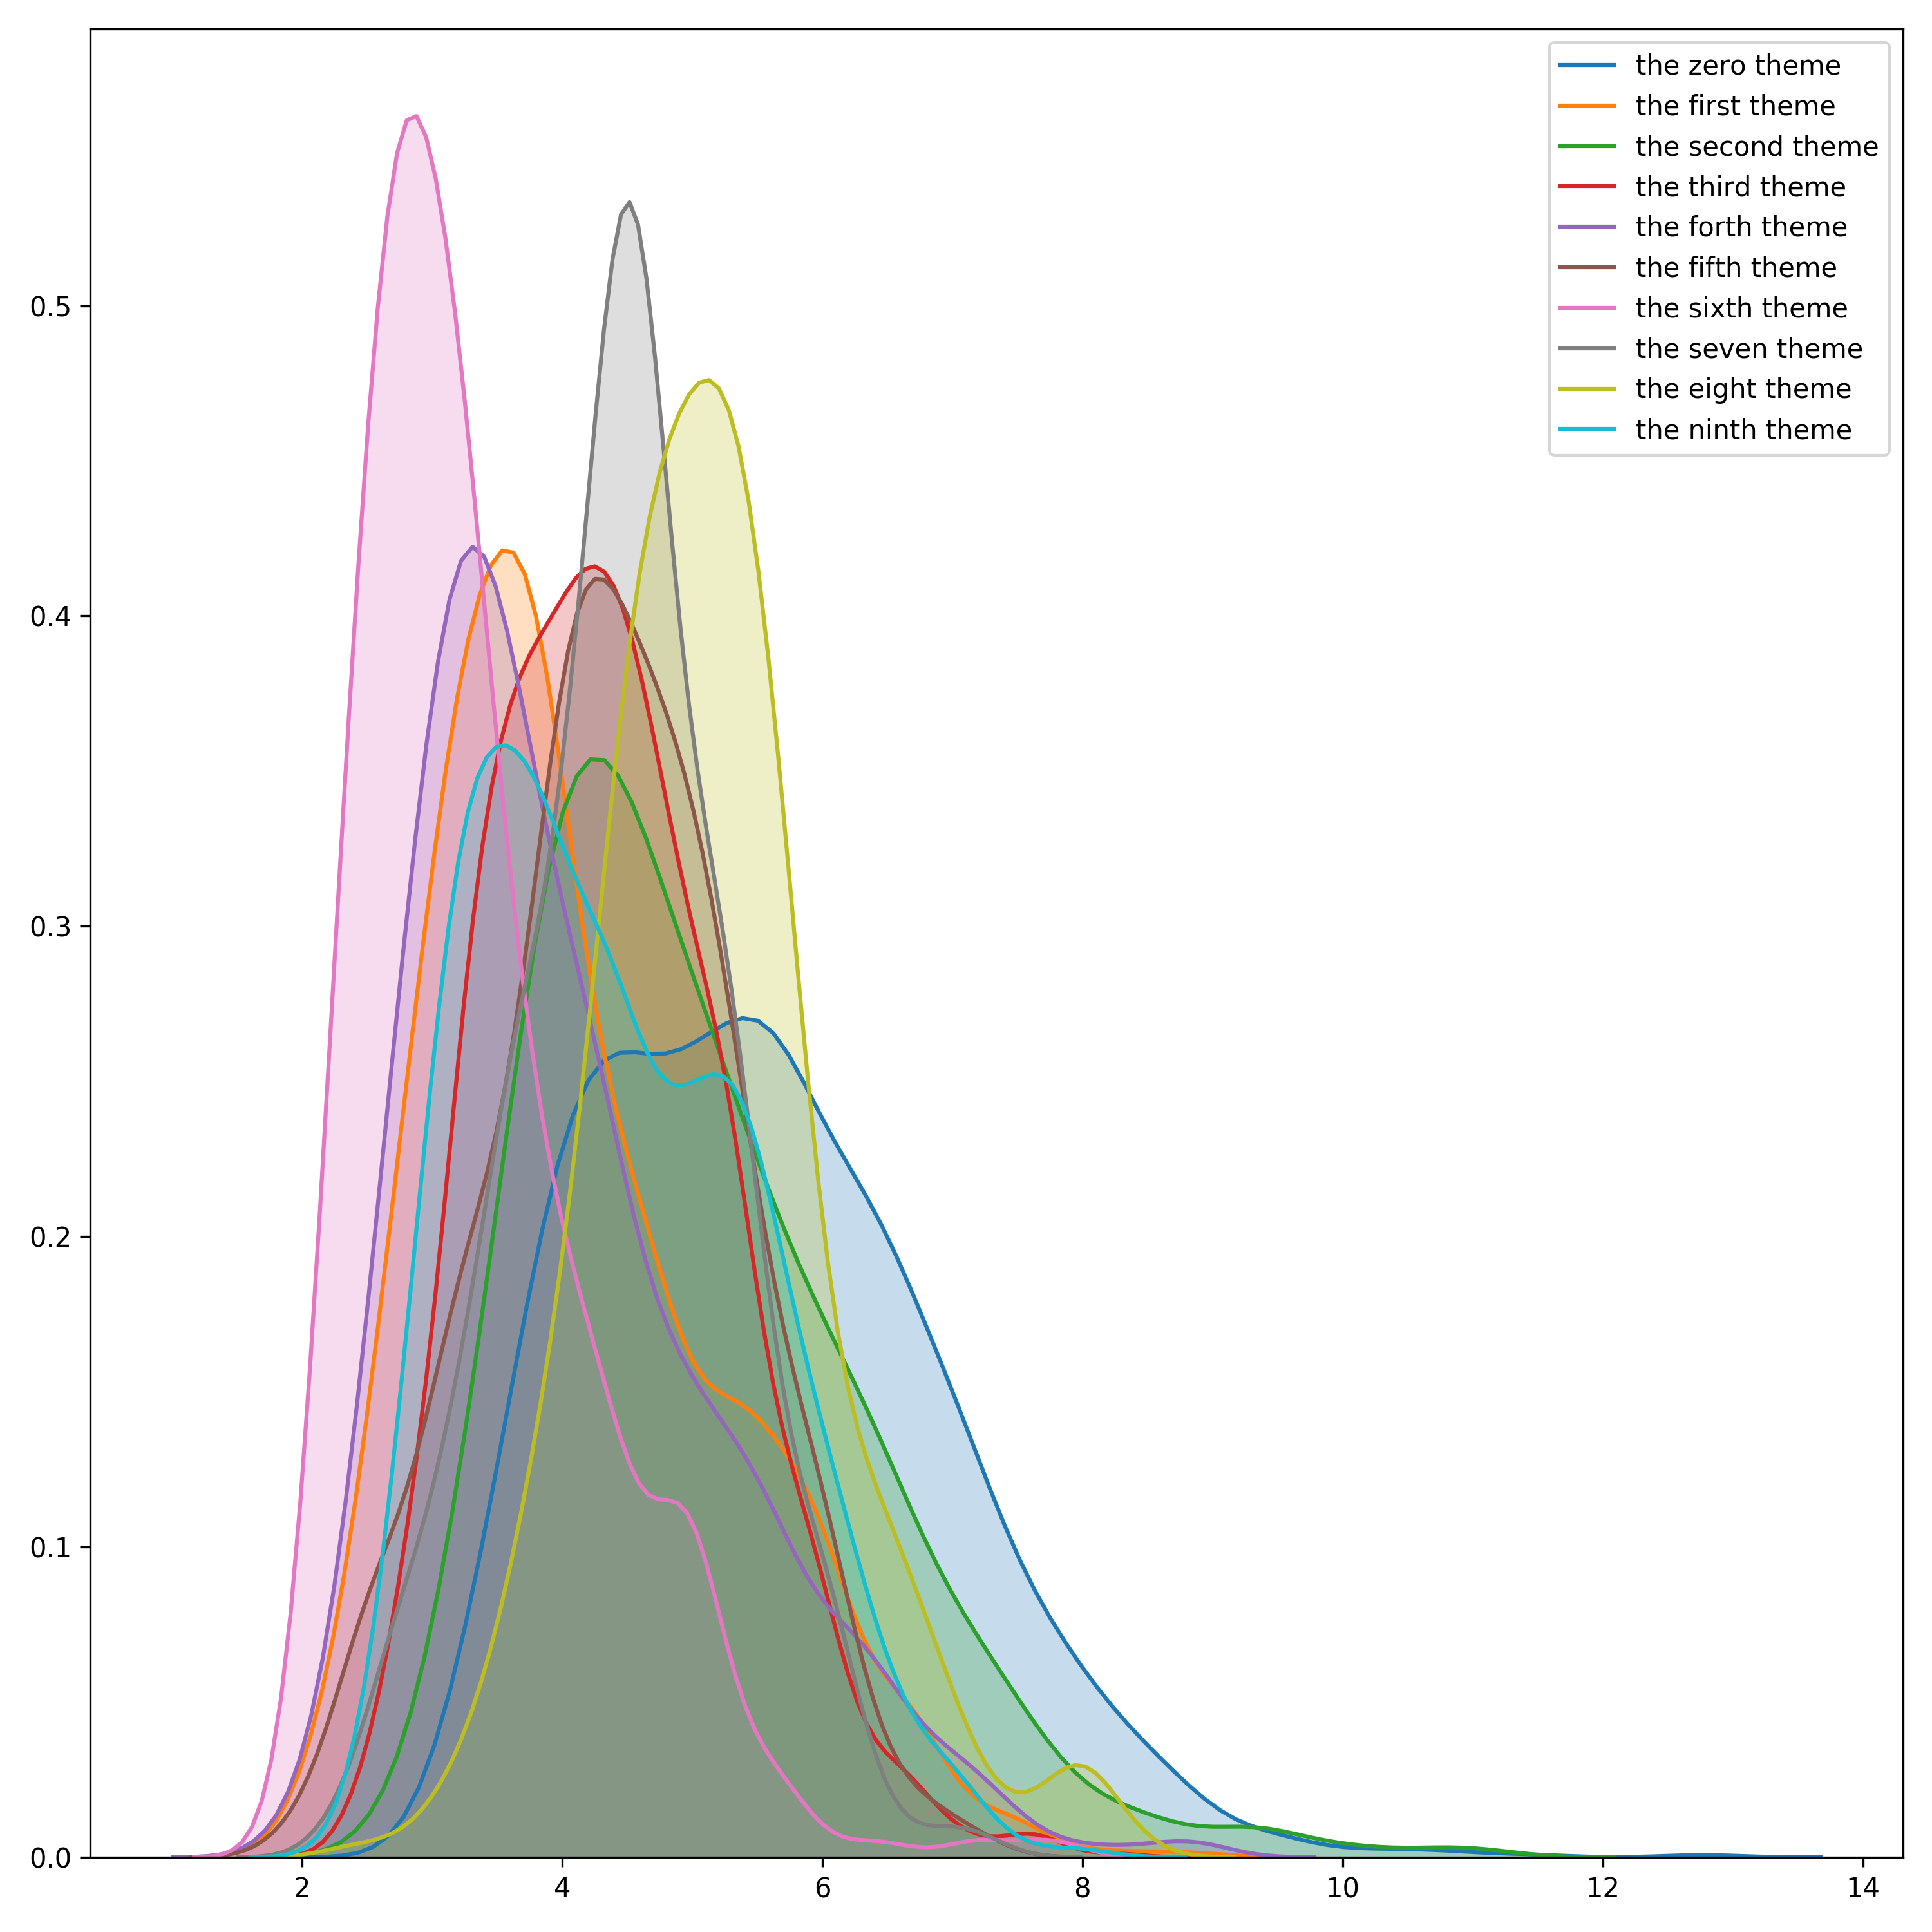 the zero theme
the first theme
the second theme
the third theme
the forth theme
the fifth theme
the sixth theme
the seven theme
the eight theme
the ninth theme
0.5
0.4
0.3
0.2
0.1
0.0
2 4 6 8 10 12 14